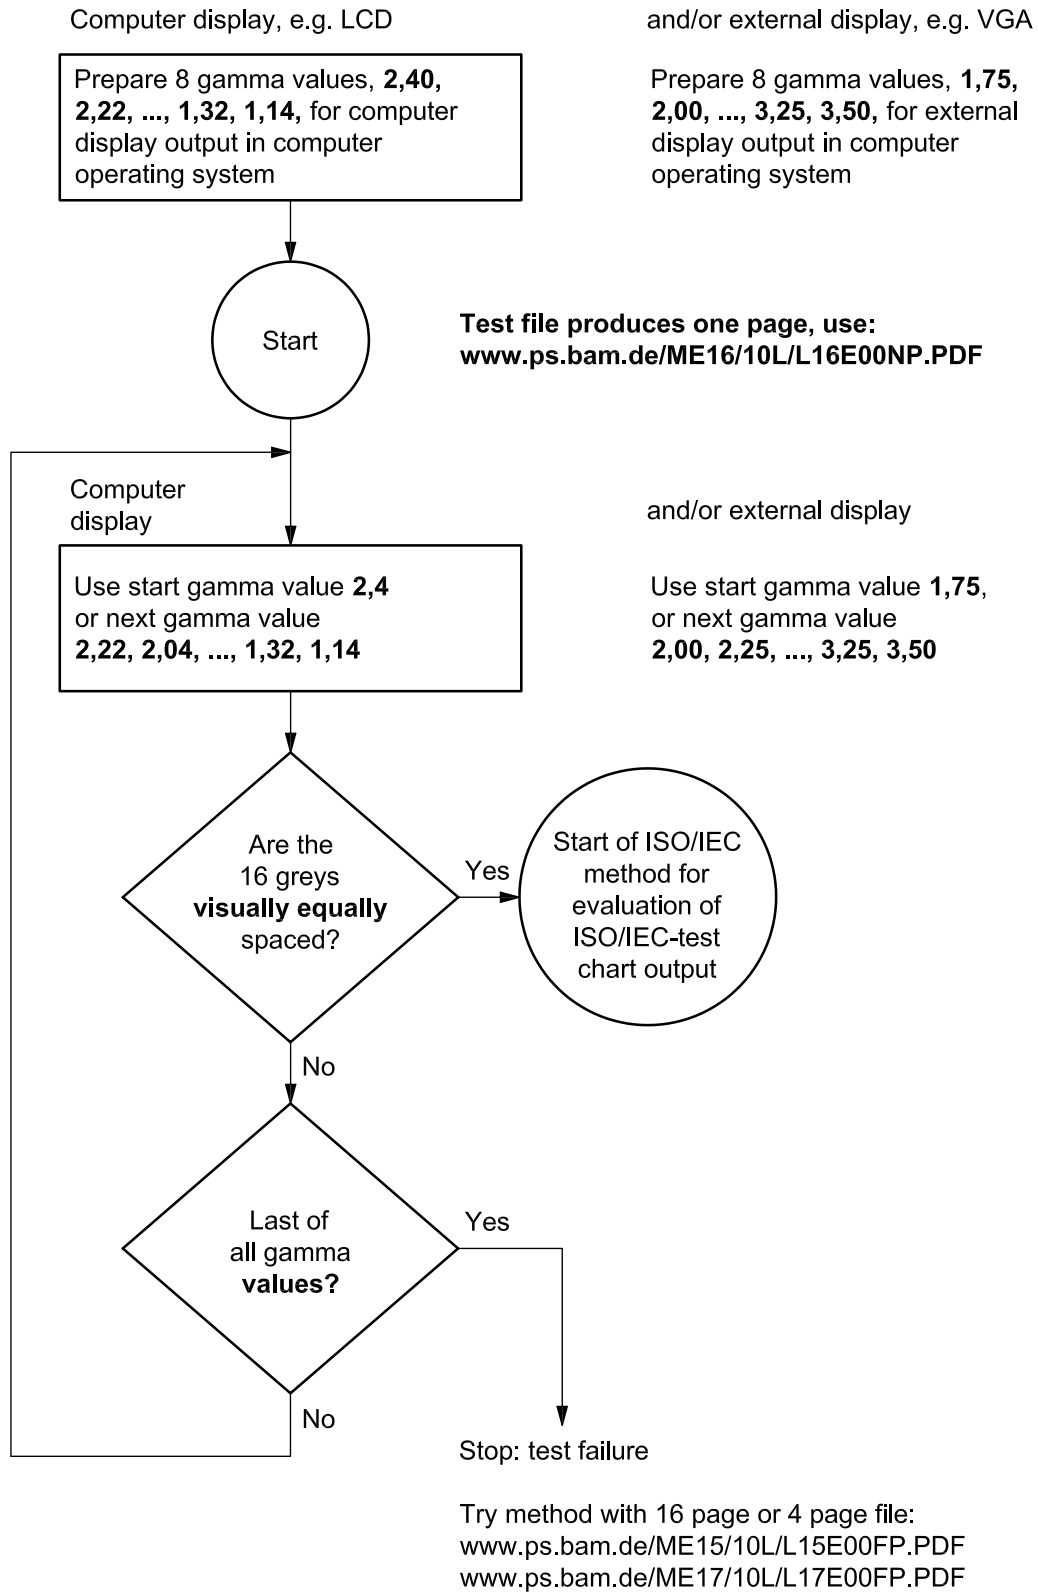 Computer display, e.g. LCD
and/or external display, e.g. VGA
Prepare 8 gamma values, 2,40,
2,22, ..., 1,32, 1,14, for computer
display output in computer
operating system
Prepare 8 gamma values, 1,75,
2,00, ..., 3,25, 3,50, for external
display output in computer
operating system
Start
Test file produces one page, use:
www.ps.bam.de/ME16/10L/L16E00NP.PDF
Computer
display
and/or external display
Use start gamma value 2,4
or next gamma value
2,22, 2,04, ..., 1,32, 1,14
Use start gamma value 1,75,
or next gamma value
2,00, 2,25, ..., 3,25, 3,50
Are the
16 greys
visually equally
spaced?
Yes
Start of ISO/IEC
method for
evaluation of
ISO/IEC-test
chart output
No
Last of
all gamma
values?
Yes
No
Stop: test failure
Try method with 16 page or 4 page file:
www.ps.bam.de/ME15/10L/L15E00FP.PDF
www.ps.bam.de/ME17/10L/L17E00FP.PDF